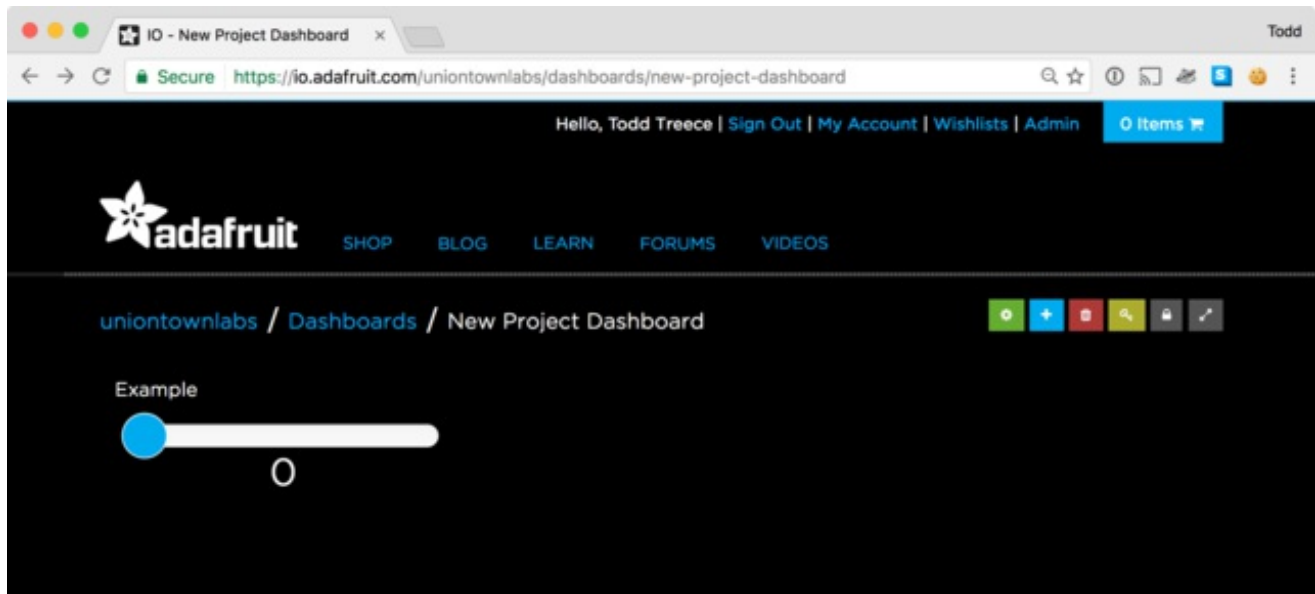 IO - New Project Dashboard
Todd
Secure https://io.adafruit.com/uniontownlabs/dashboards/new-project-dashboard
S
Hello, Todd Treece | Sign Out | My Account | Wishlists | Admin 0 Items
adafruit SHOP BLOG LEARN FORUMS VIDEOS
uniontownlabs / Dashboards / New Project Dashboard
Example
0